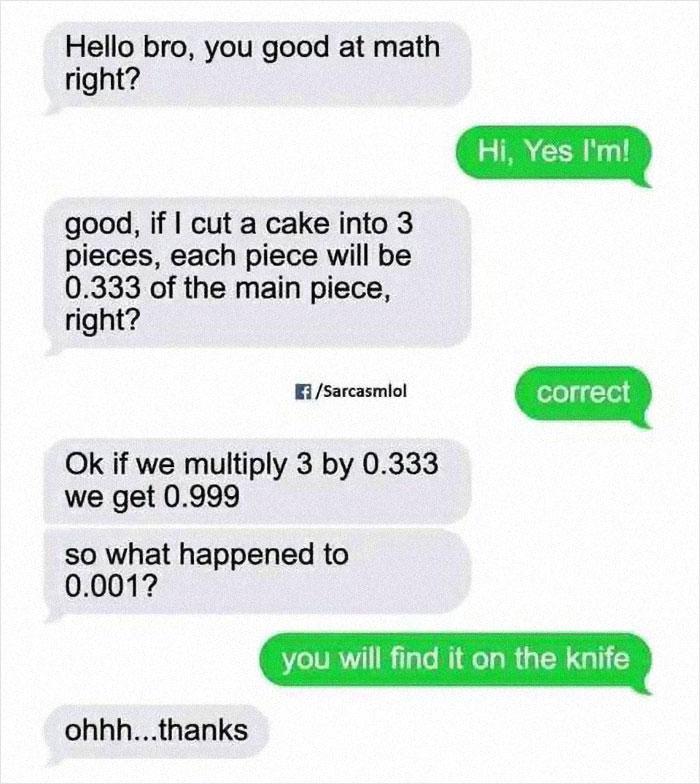 Hello bro, you good at math
right?
Hi, Yes I'm!
good, if I cut a cake into 3
pieces, each piece will be
0.333 of the main piece,
right?
f/Sarcasmlol
correct
Ok if we multiply 3 by 0.333
we get 0.999
so what happened to
0.001?
you will find it on the knife
ohhh...thanks